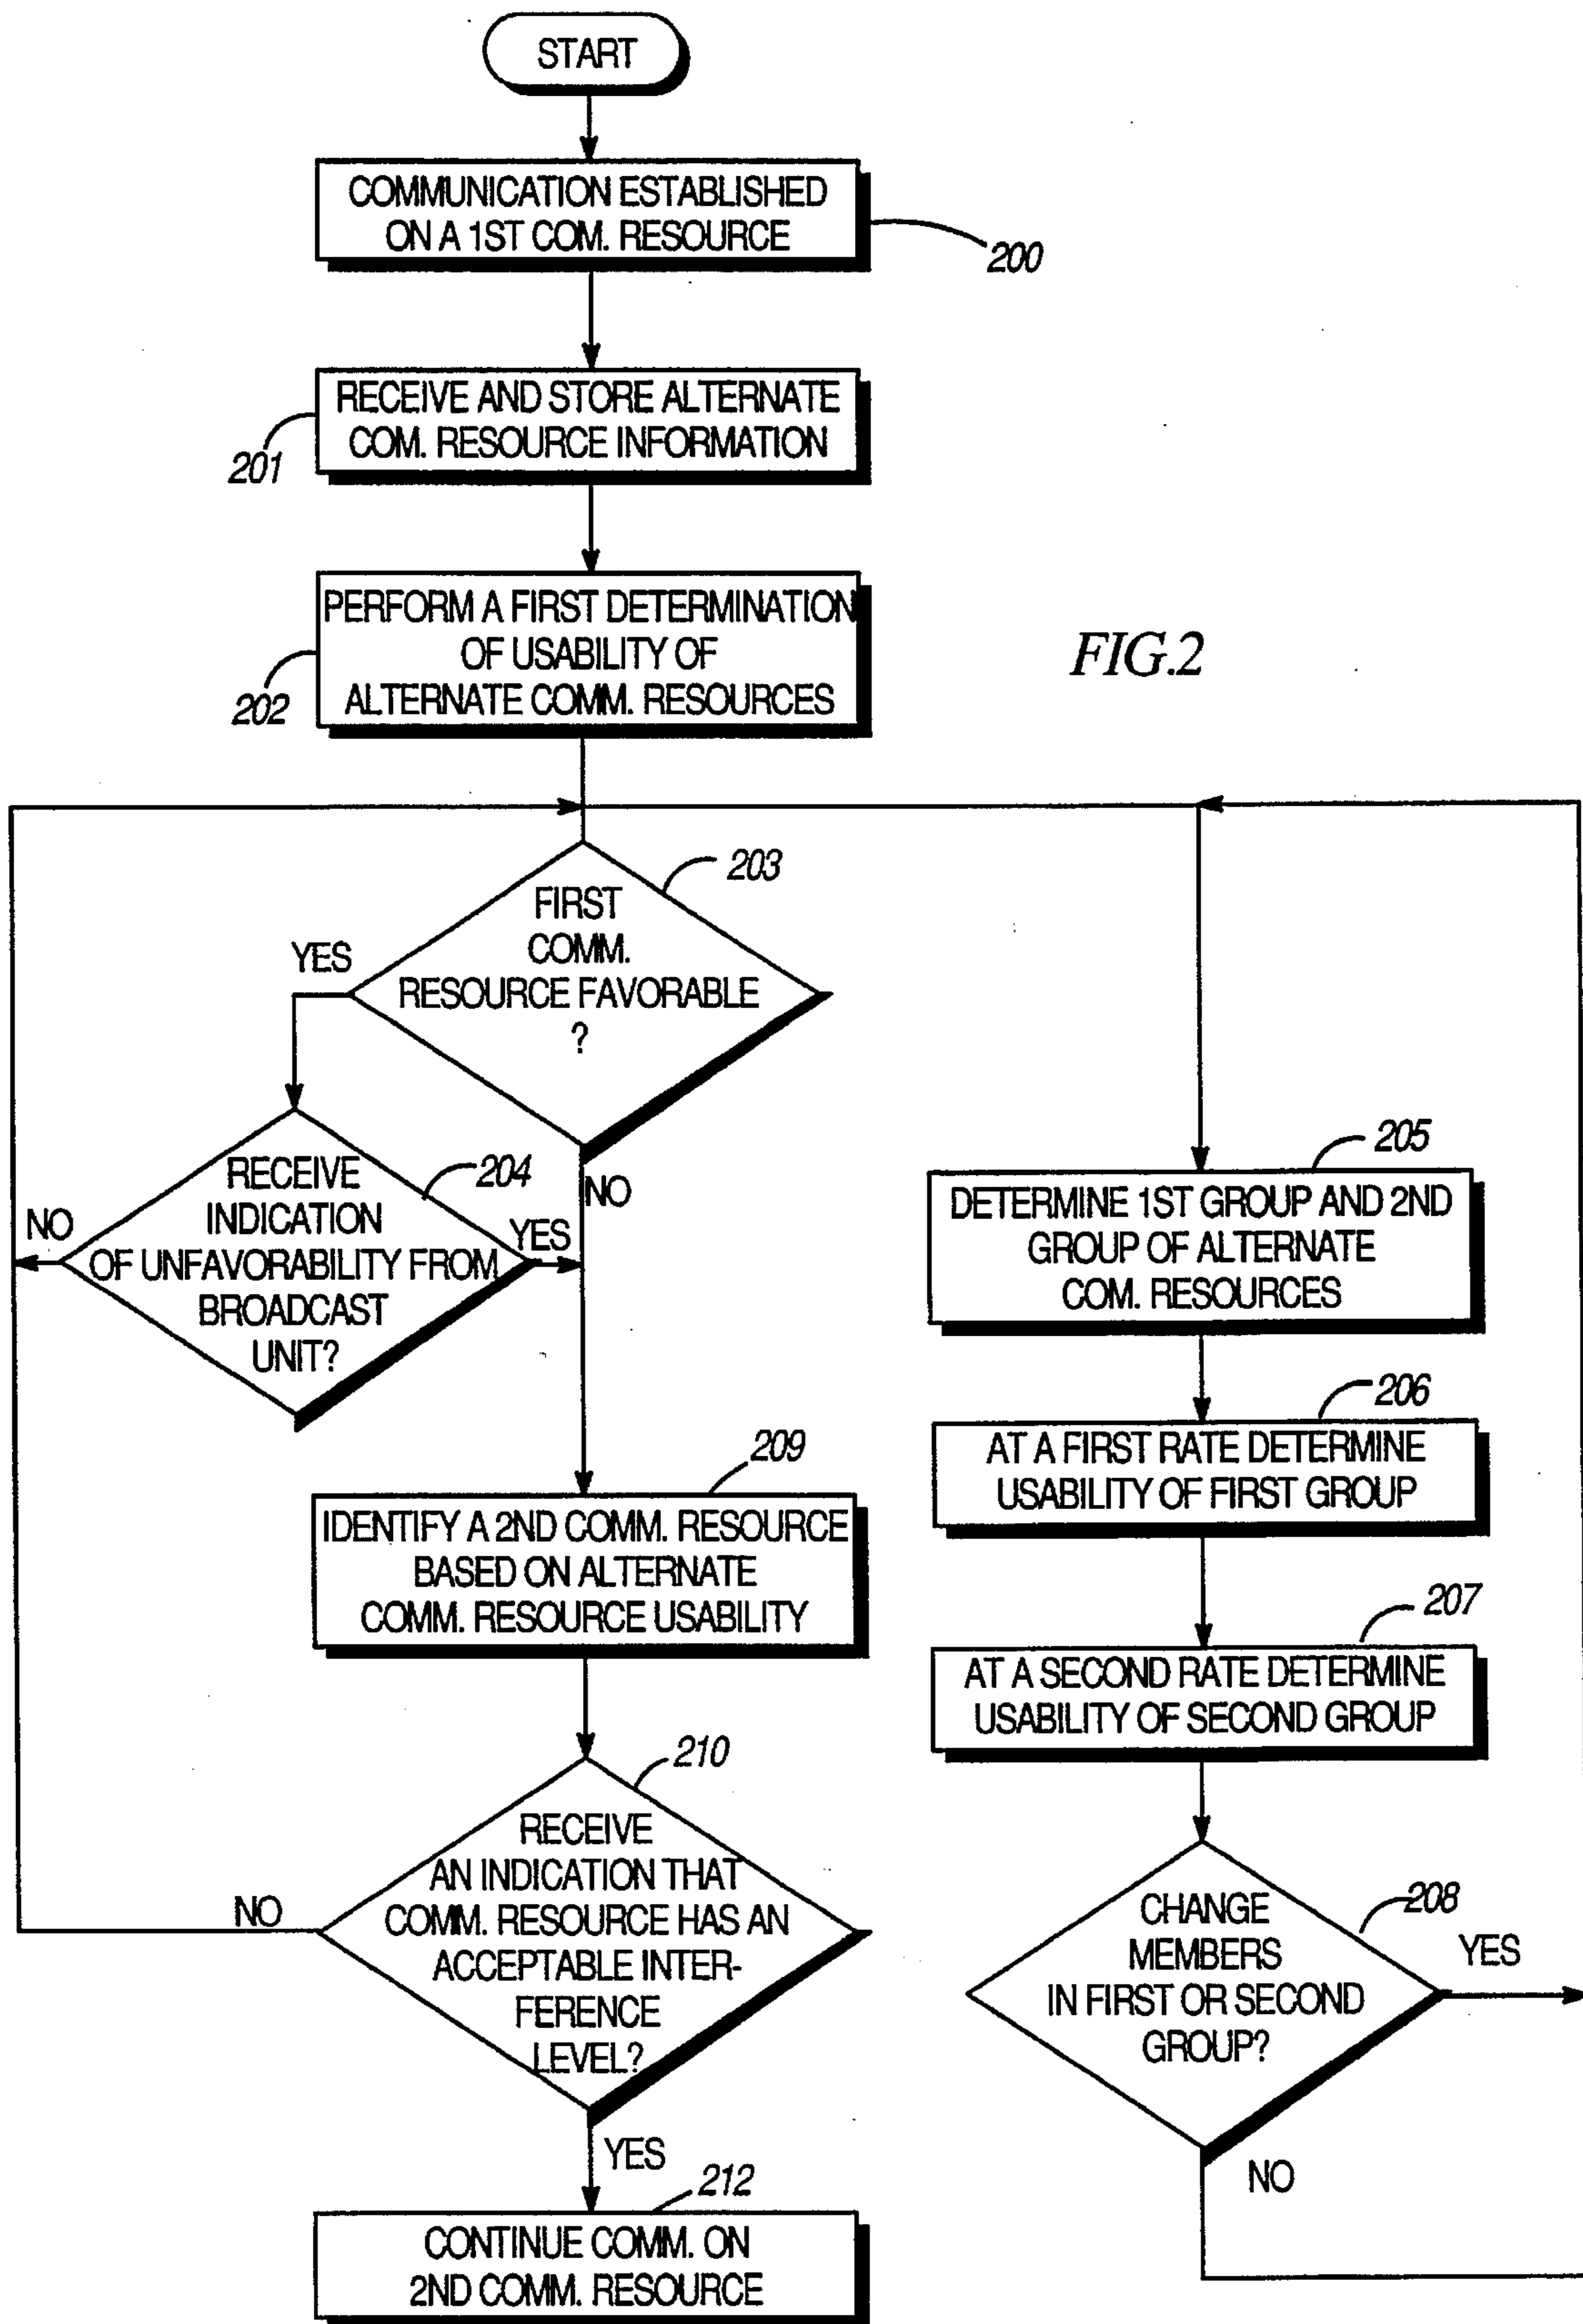 START
COMMUNICATION ESTABLISHED
ON A 1ST COM. RESOURCE
200
RECEIVE AND STORE ALTERNATE
COM. RESOURCE INFORMATION
201
PERFORM A FIRST DETERMINATION
OF USABILITY OF
ALTERNATE COMM. RESOURCES
202
FIG.2
203
FIRST
COMM.
RESOURCE FAVORABLE
?
YES
NO
204
RECEIVE
INDICATION
OF UNFAVORABILITY FROM
BROADCAST
UNIT?
NO
YES
205
DETERMINE 1ST GROUP AND 2ND
GROUP OF ALTERNATE
COM. RESOURCES
206
AT A FIRST RATE DETERMINE
USABILITY OF FIRST GROUP
209
IDENTIFY A 2ND COMM. RESOURCE
BASED ON ALTERNATE
COMM. RESOURCE USABILITY
207
AT A SECOND RATE DETERMINE
USABILITY OF SECOND GROUP
210
RECEIVE
AN INDICATION THAT
COMM. RESOURCE HAS AN
ACCEPTABLE INTER-
FERENCE
LEVEL?
NO
YES
208
CHANGE
MEMBERS
IN FIRST OR SECOND
GROUP?
YES
NO
212
CONTINUE COMM. ON
2ND COMM. RESOURCE